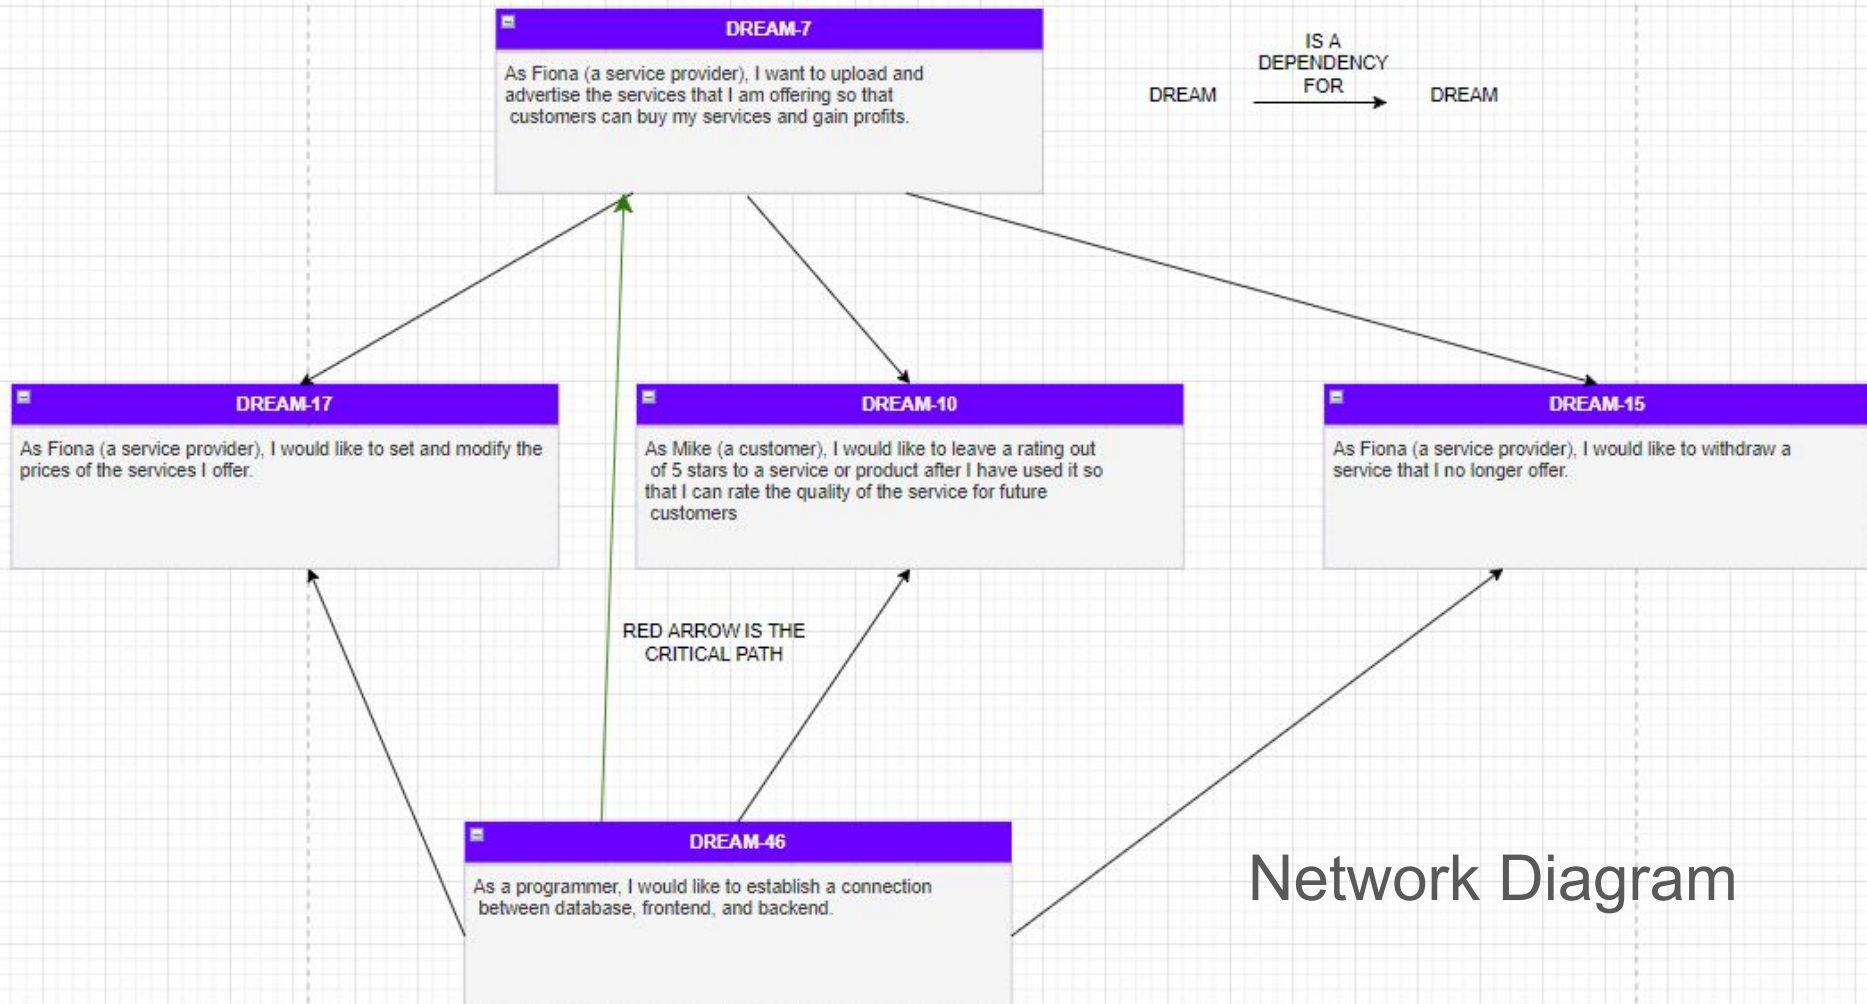 DREAM-7
As Fiona (a service provider), I want to upload and
advertise the services that I am offering so that
customers can buy my services and gain profits.
IS A
DEPENDENCY
FOR
DREAM
DREAM
DREAM-17
As Fiona (a service provider), I would like to set and modify the
prices of the services I offer.
DREAM-10
As Mike (a customer), I would like to leave a rating out
of 5 stars to a service or product after I have used it so
that I can rate the quality of the service for future
customers
DREAM-15
As Fiona (a service provider), I would like to withdraw a
service that I no longer offer.
RED ARROW IS THE
CRITICAL PATH
DREAM-46
As a programmer, I would like to establish a connection
between database, frontend, and backend.
Network Diagram